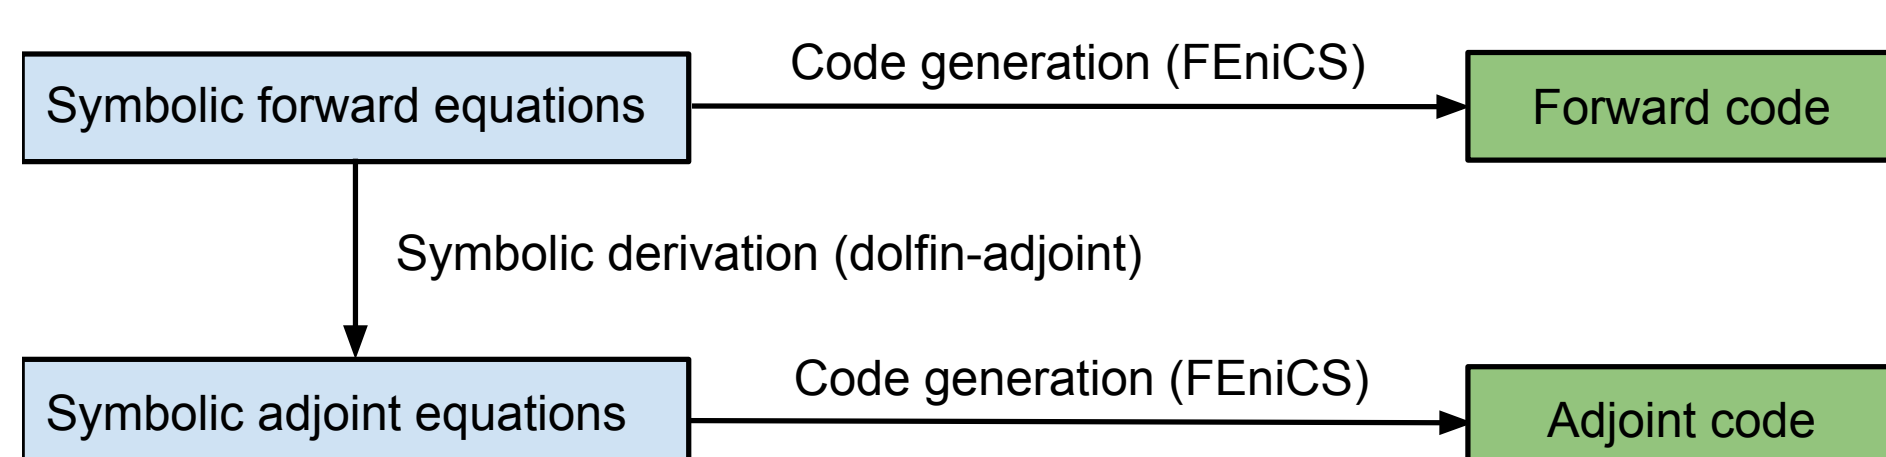 Code generation (FEniCS)
Symbolic forward equations
Forward code
Symbolic derivation (dolfin-adjoint)
Code generation (FEniCS)
Symbolic adjoint equations
Adjoint code